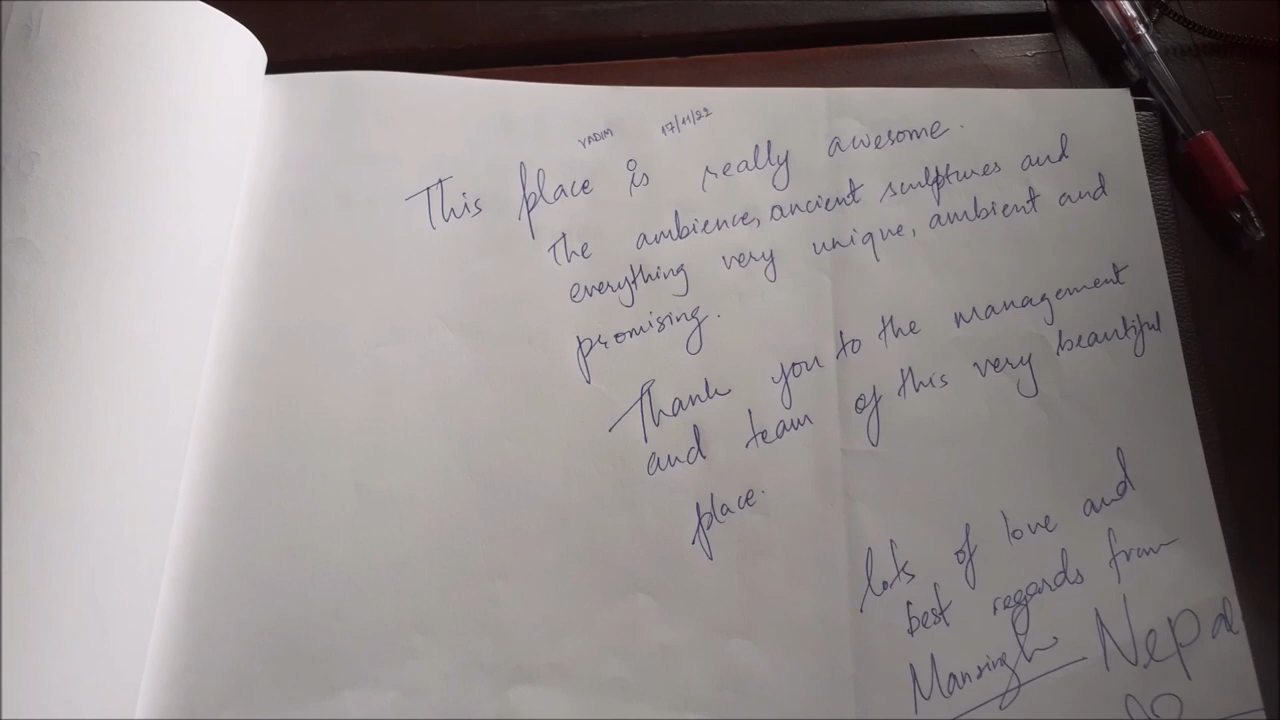 VADIM 17/11/22
This place is really awesome.
The ambience, ancient sculptures and
everything very unique, ambient and
promising.
Thank you to the management
and team of this very beautiful
place.
lots of love and
best regards from
Mansingh Nepal